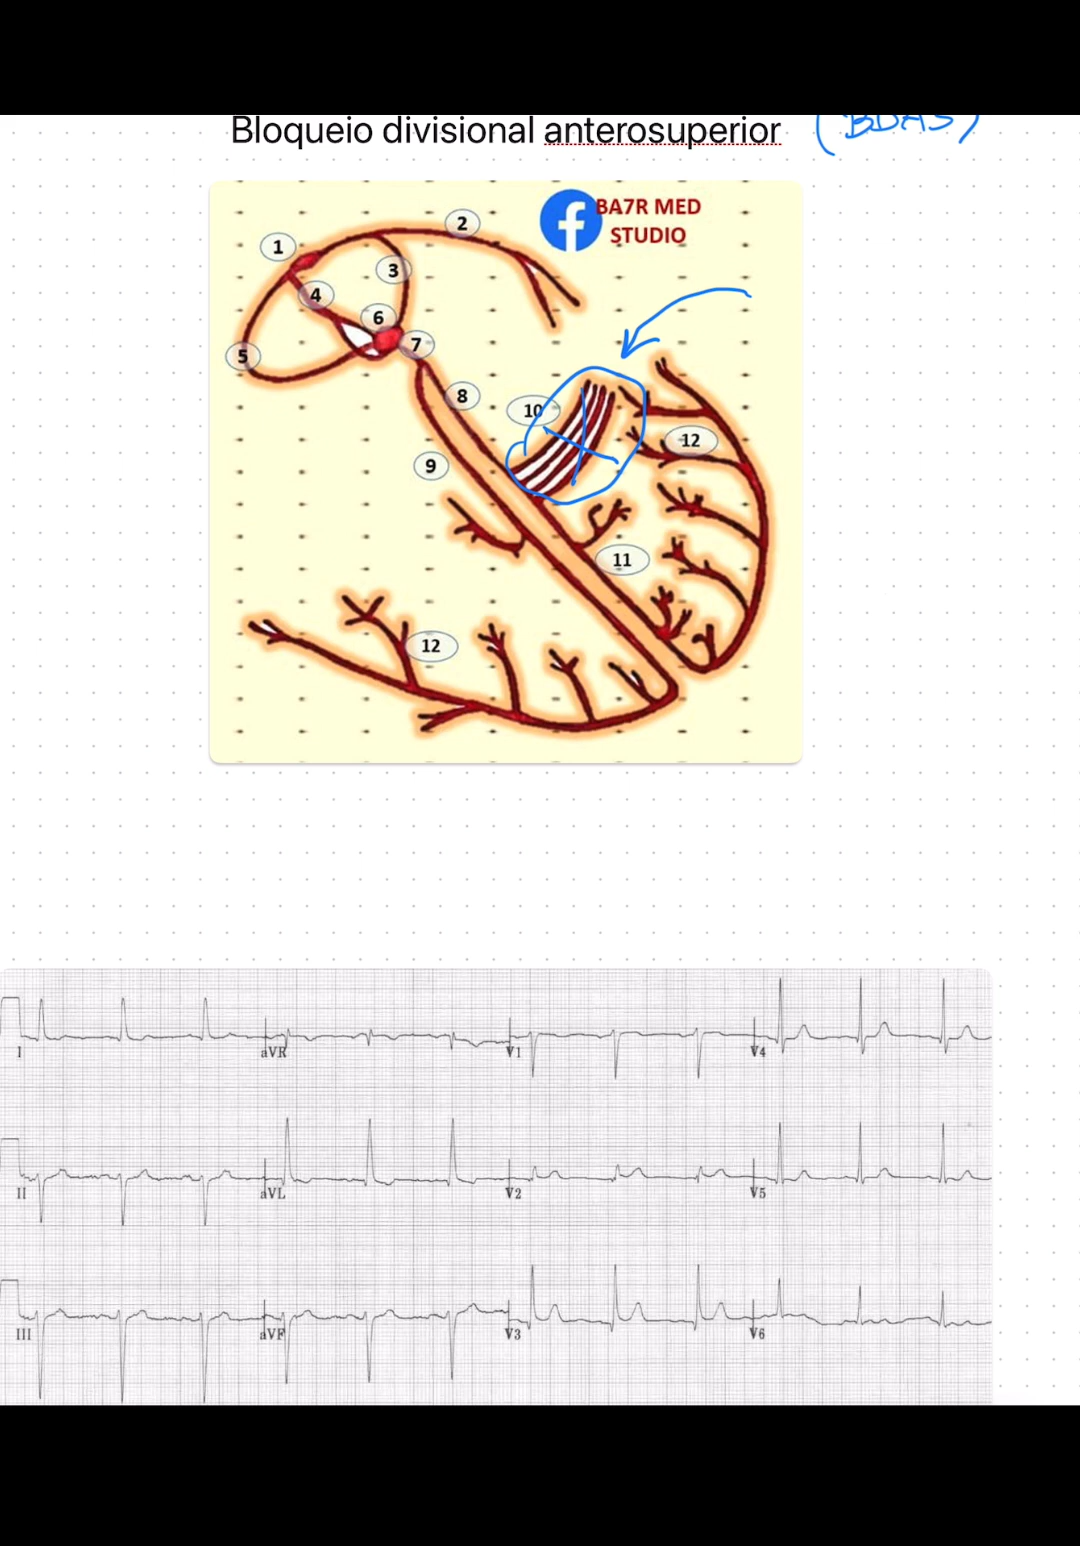 Bloqueio divisional anterosuperior (BDAS)
BA7R MED
STUDIO
1
2
3
4
5
6
7
8
9
10
11
12
12
I aVR V1 V4
II aVL V2 V5
III aVF V3 V6